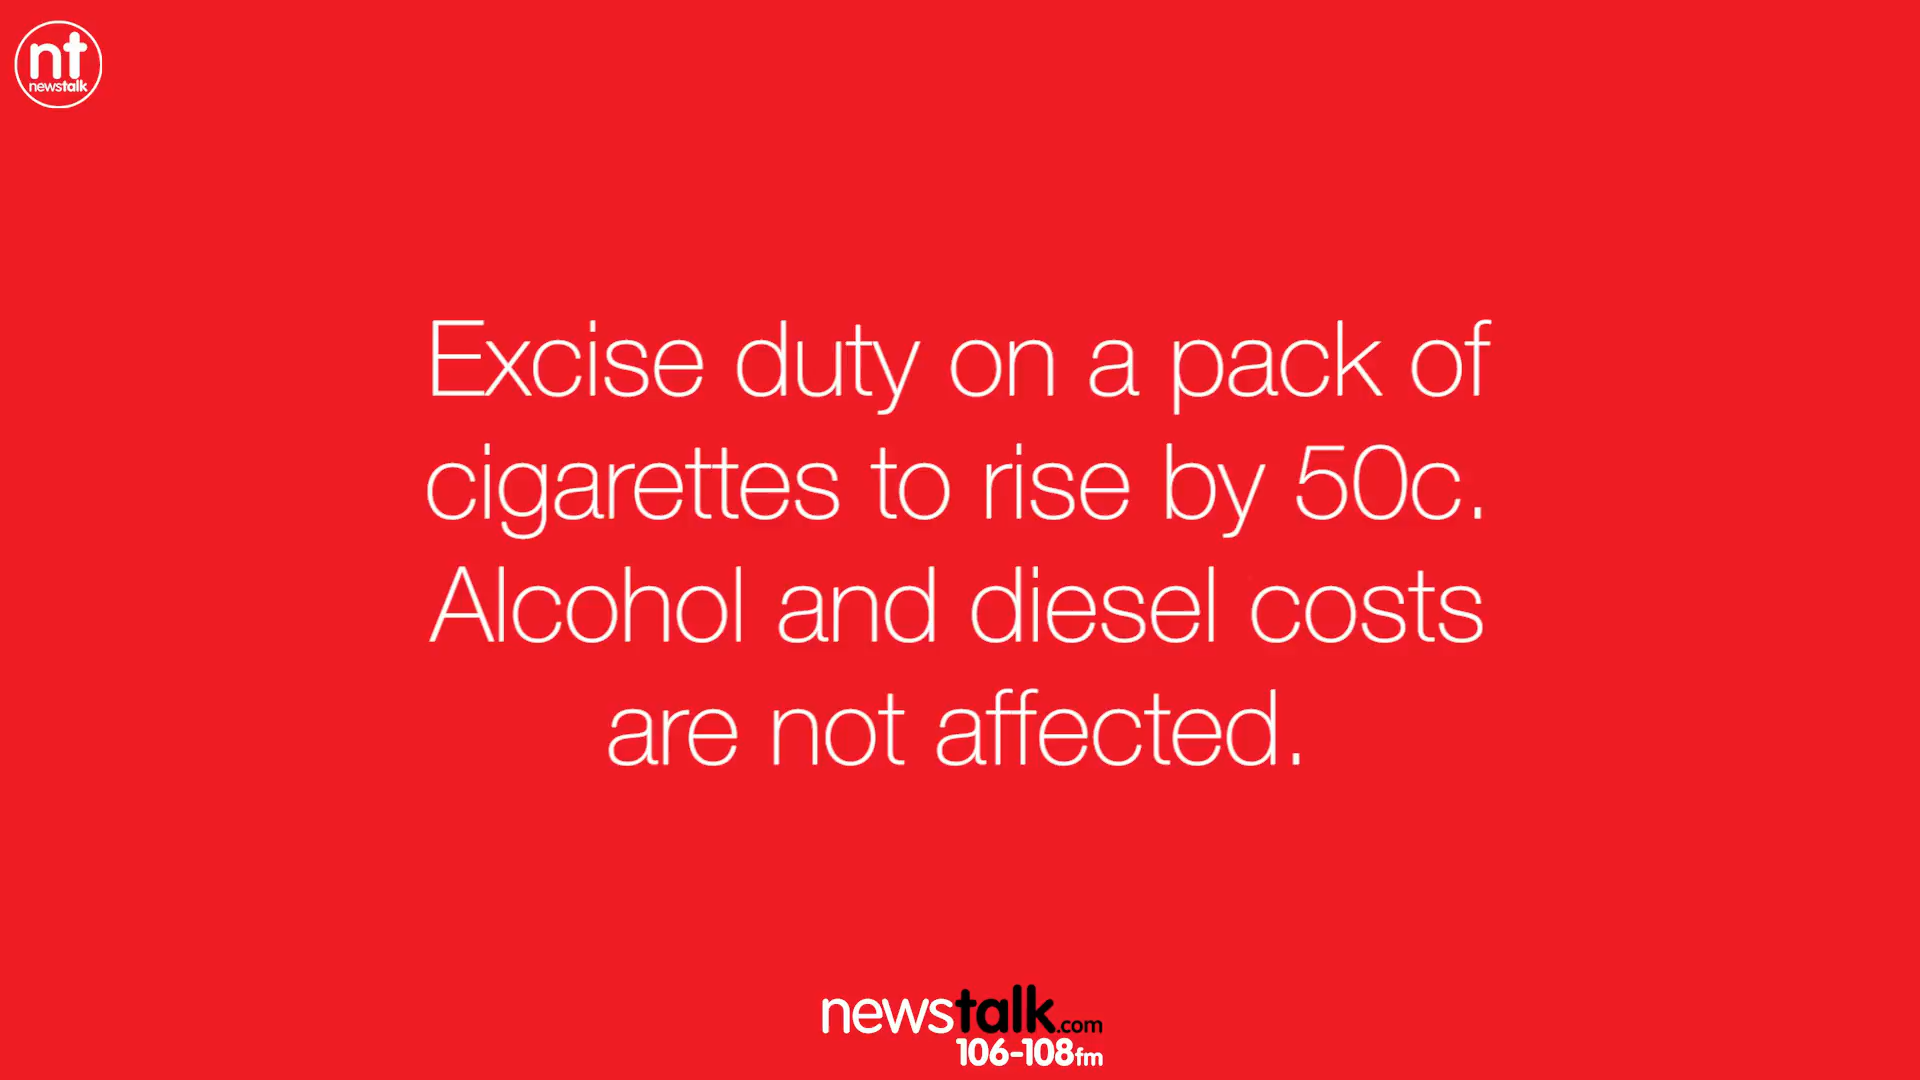 nt
newstalk
Excise duty on a pack of
cigarettes to rise by 50c.
Alcohol and diesel costs
are not affected.
newstalk.com
106-108fm